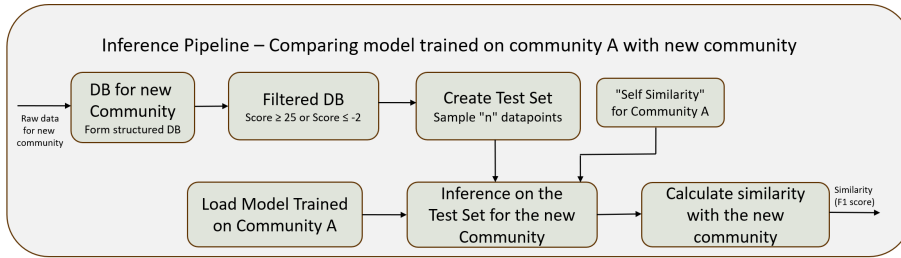 Inference Pipeline – Comparing model trained on community A with new community
Raw data
for new
community
DB for new
Community
Form structured DB
Filtered DB
Score ≥ 25 or Score ≤ -2
Create Test Set
Sample "n" datapoints
"Self Similarity"
for Community A
Load Model Trained
on Community A
Inference on the
Test Set for the new
Community
Calculate similarity
with the new
community
Similarity
(F1 score)